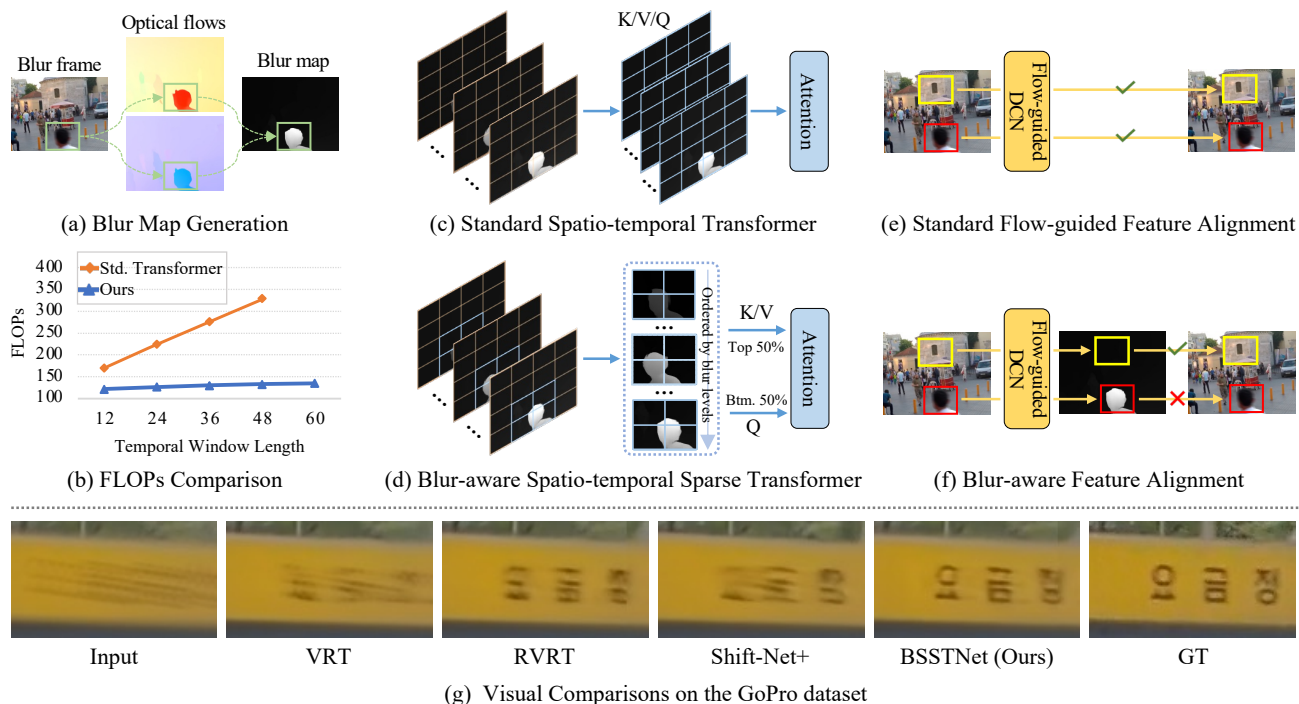 Optical flows
Blur frame
Blur map
(a) Blur Map Generation
K/V/Q
Attention
(c) Standard Spatio-temporal Transformer
Flow-guided
DCN
(e) Standard Flow-guided Feature Alignment
400
350
300
250
200
150
100
FLOPs
Std. Transformer
Ours
12 24 36 48 60
Temporal Window Length
(b) FLOPs Comparison
Ordered by blur levels
K/V
Top 50%
Btm. 50%
Q
Attention
(d) Blur-aware Spatio-temporal Sparse Transformer
Flow-guided
DCN
(f) Blur-aware Feature Alignment
Input
VRT
RVRT
Shift-Net+
BSSTNet (Ours)
GT
(g) Visual Comparisons on the GoPro dataset